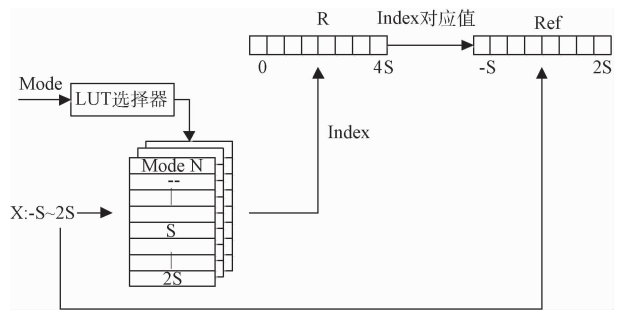 R
Index对应值
Ref
0
4S
-S
2S
Mode
LUT选择器
Index
Mode N
--
X:-S~2S
S
2S